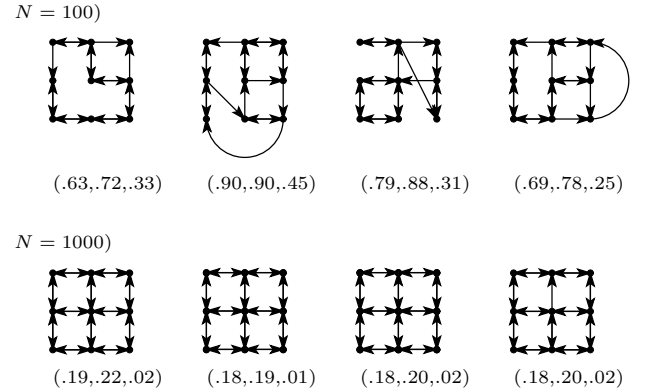 N = 100)
(.63,.72,.33) (.90,.90,.45) (.79,.88,.31) (.69,.78,.25)
N = 1000)
(.19,.22,.02) (.18,.19,.01) (.18,.20,.02) (.18,.20,.02)